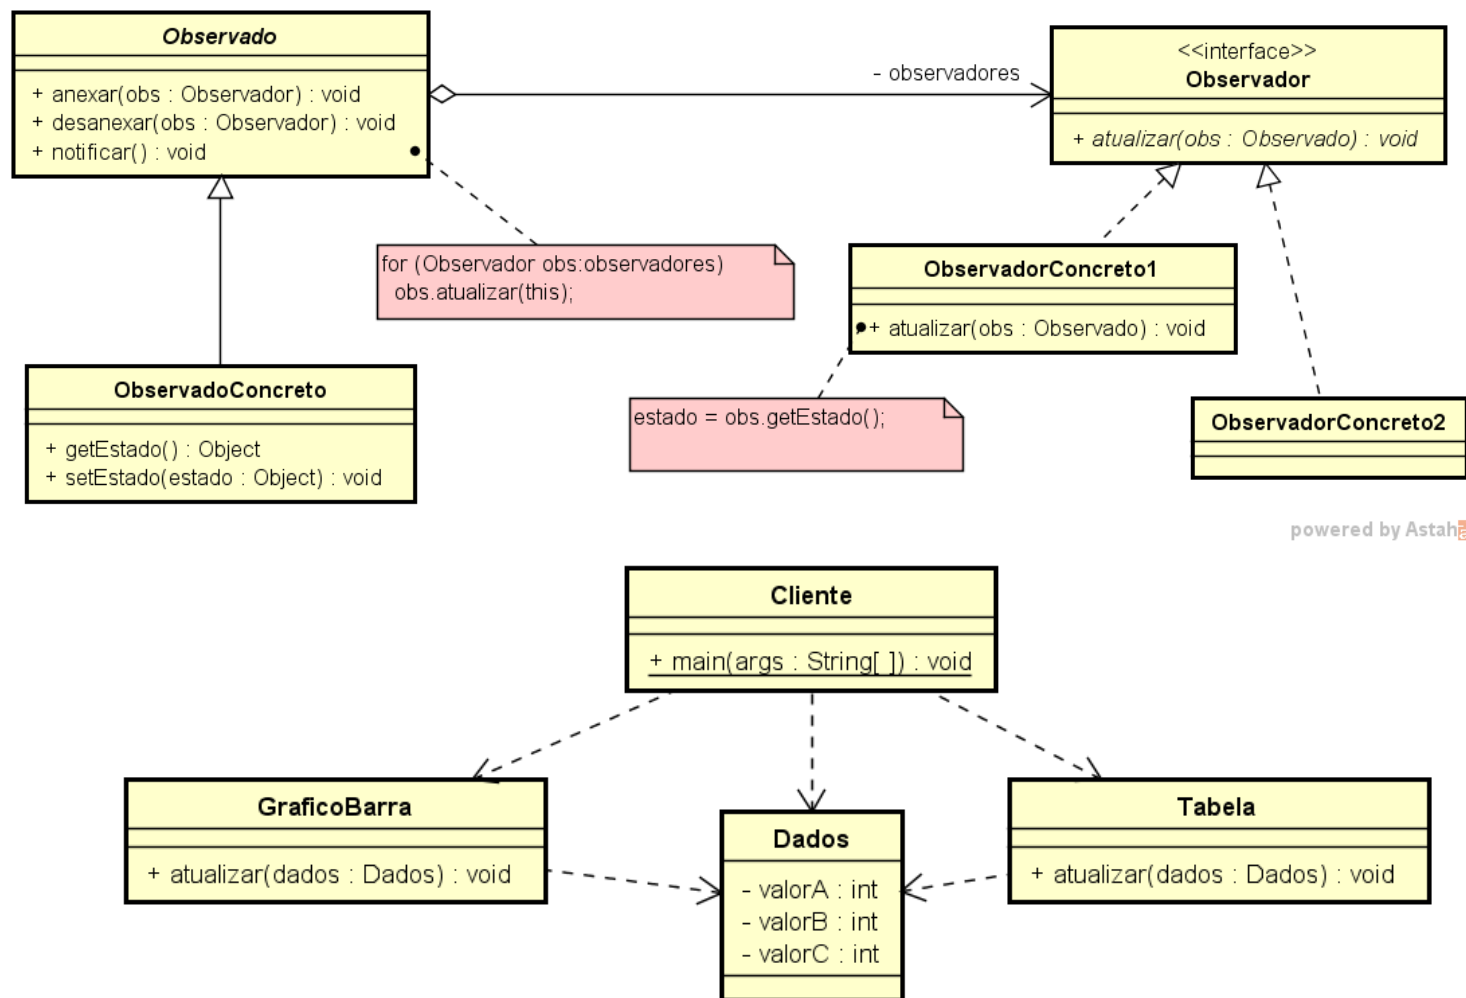 Observado
+ anexar(obs : Observador) : void
+ desanexar(obs : Observador) : void
+ notificar() : void
- observadores
<<interface>>
Observador
+ atualizar(obs : Observado) : void
for (Observador obs:observadores)
obs.atualizar(this);
ObservadorConcreto1
+ atualizar(obs : Observado) : void
ObservadoConcreto
+ getEstado() : Object
+ setEstado(estado : Object) : void
estado = obs.getEstado();
ObservadorConcreto2
powered by Astah
Cliente
+ main(args : String[ ]) : void
GraficoBarra
+ atualizar(dados : Dados) : void
Dados
- valorA : int
- valorB : int
- valorC : int
Tabela
+ atualizar(dados : Dados) : void